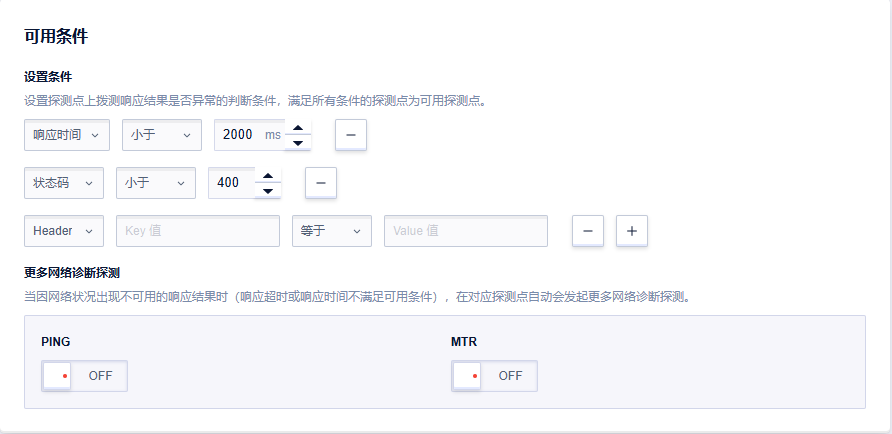 可用条件
设置条件
设置探测点上拨测响应结果是否异常的判断条件，满足所有条件的探测点为可用探测点。
响应时间 小于 2000 ms
状态码 小于 400
Header Key 值 等于 Value 值
更多网络诊断探测
当因网络状况出现不可用的响应结果时（响应超时或响应时间不满足可用条件），在对应探测点自动会发起更多网络诊断探测。
PING MTR
OFF OFF